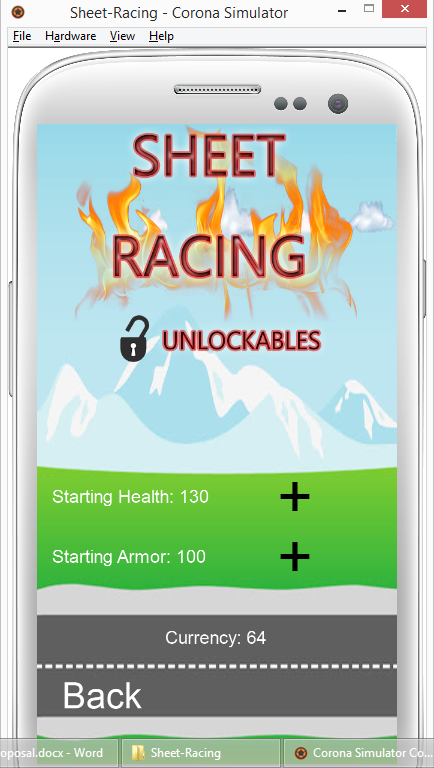 Sheet-Racing - Corona Simulator
File Hardware View Help
SHEET
RACING
UNLOCKABLES
Starting Health: 130
Starting Armor: 100
Currency: 64
Back
oposal.docx - Word Sheet-Racing Corona Simulator Co...